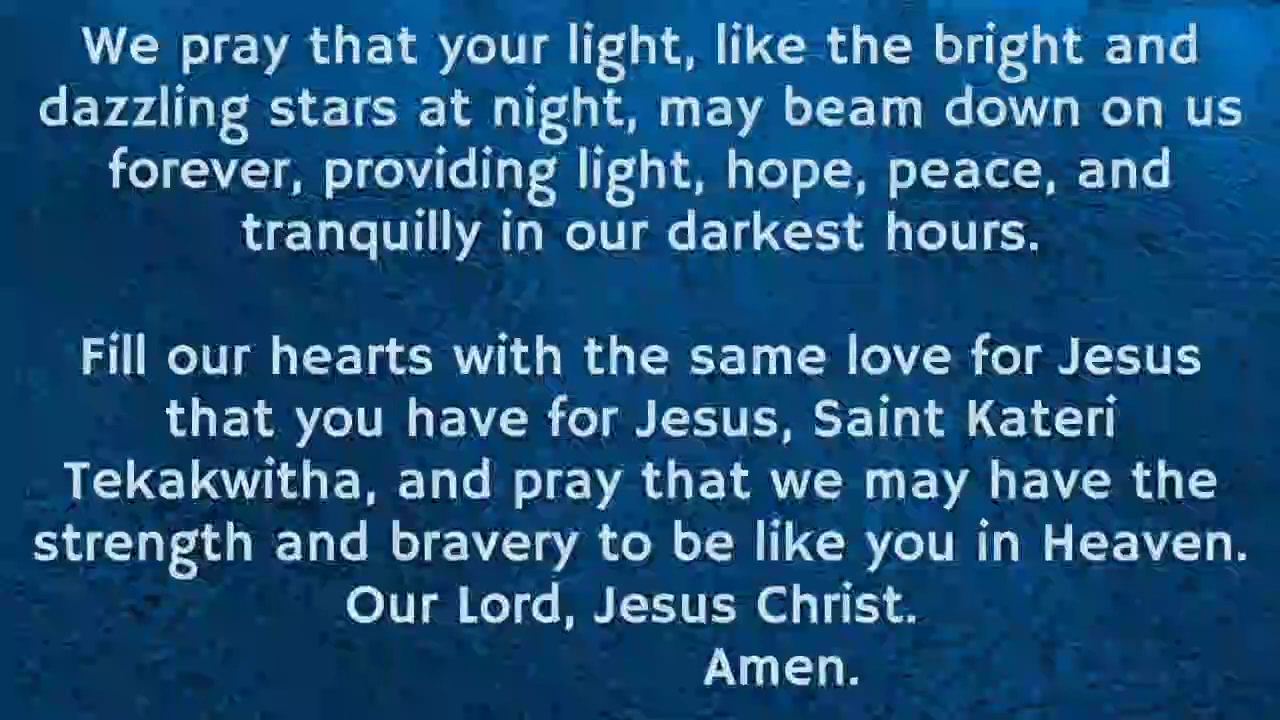 We pray that your light, like the bright and
dazzling stars at night, may beam down on us
forever, providing light, hope, peace, and
tranquilly in our darkest hours.
Fill our hearts with the same love for Jesus
that you have for Jesus, Saint Kateri
Tekakwitha, and pray that we may have the
strength and bravery to be like you in Heaven.
Our Lord, Jesus Christ.
Amen.